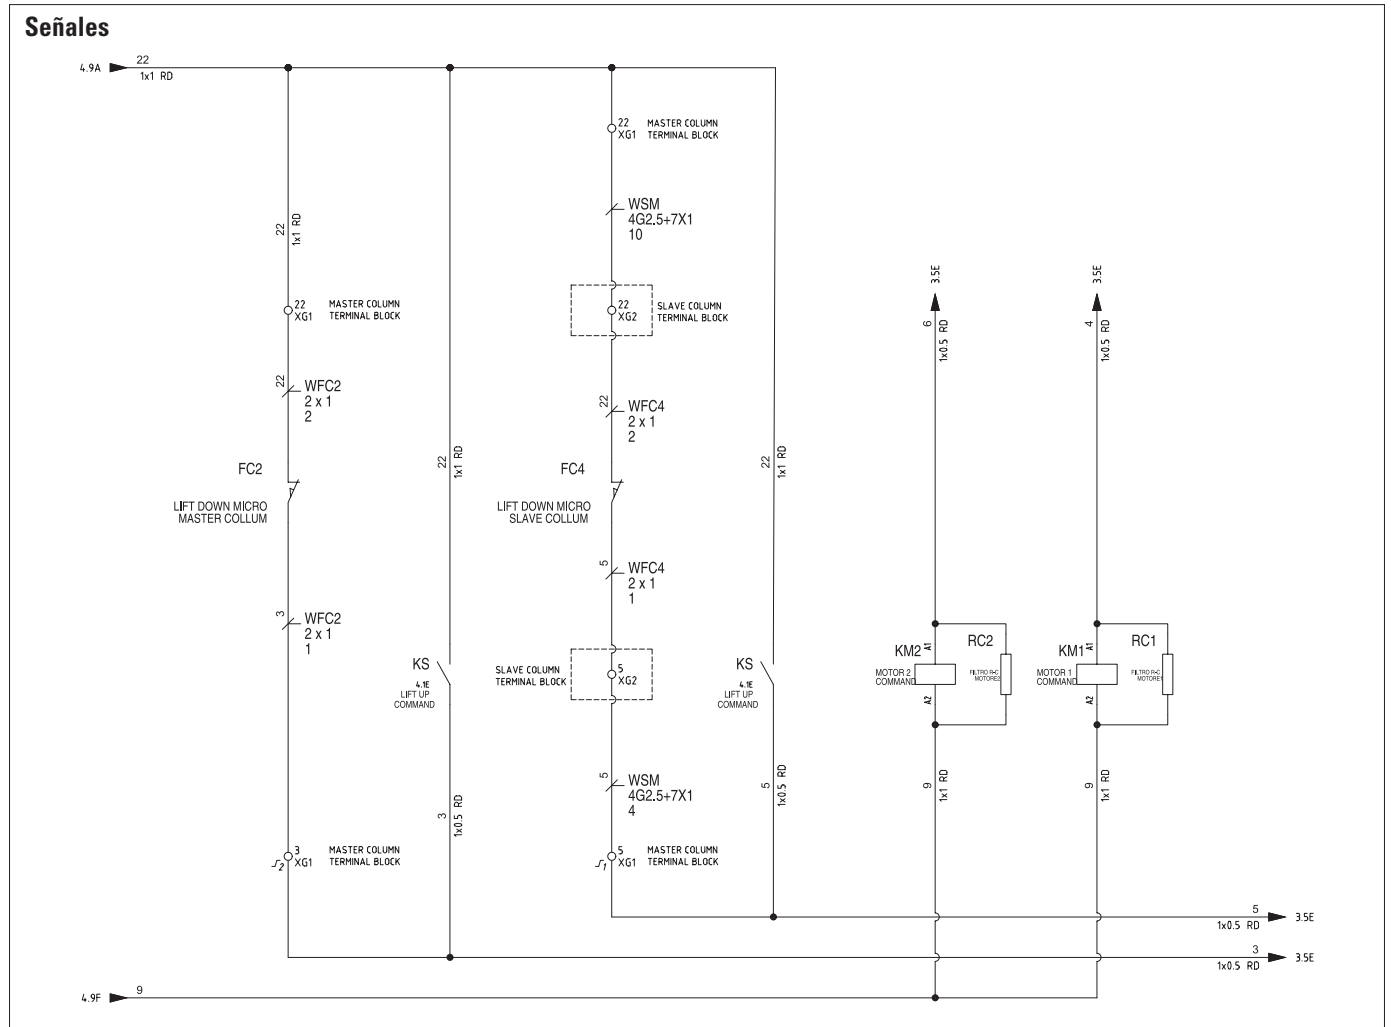 Señales
4.9A
22
1x1 RD
22
XG1
MASTER COLUMN
TERMINAL BLOCK
WSM
4G2.5+7X1
10
22
1x1 RD
22
XG1
MASTER COLUMN
TERMINAL BLOCK
22
XG2
SLAVE COLUMN
TERMINAL BLOCK
3.5E
3.5E
6
1x0.5 RD
4
1x0.5 RD
22
WFC2
2 x 1
2
22
WFC4
2 x 1
2
FC2
LIFT DOWN MICRO
MASTER COLLUM
22
1x1 RD
FC4
LIFT DOWN MICRO
SLAVE COLLUM
22
1x1 RD
5
WFC4
2 x 1
1
3
WFC2
2 x 1
1
KS
4.1E
LIFT UP
COMMAND
SLAVE COLUMN
TERMINAL BLOCK
5
XG2
KS
4.1E
LIFT UP
COMMAND
KM2
MOTOR 2
COMMAND
A1
A2
RC2
FILTRO R-C
MOTORE2
KM1
MOTOR 1
COMMAND
A1
A2
RC1
FILTRO R-C
MOTORE1
3
1x0.5 RD
5
WSM
4G2.5+7X1
4
5
1x0.5 RD
9
1x1 RD
9
1x1 RD
2
3
XG1
MASTER COLUMN
TERMINAL BLOCK
1
5
XG1
MASTER COLUMN
TERMINAL BLOCK
5
1x0.5 RD
3.5E
3
1x0.5 RD
3.5E
4.9F
9